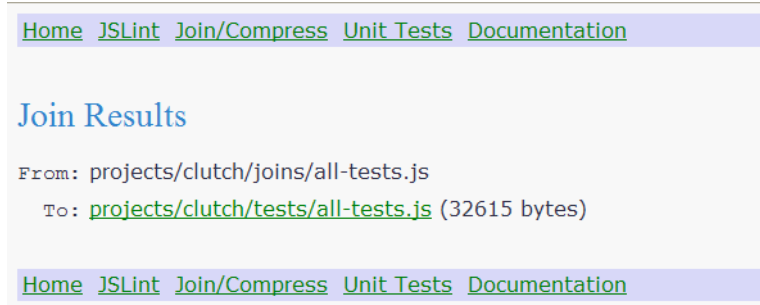 Home JSLint Join/Compress Unit Tests Documentation
Join Results
From: projects/clutch/joins/all-tests.js
To: projects/clutch/tests/all-tests.js (32615 bytes)
Home JSLint Join/Compress Unit Tests Documentation